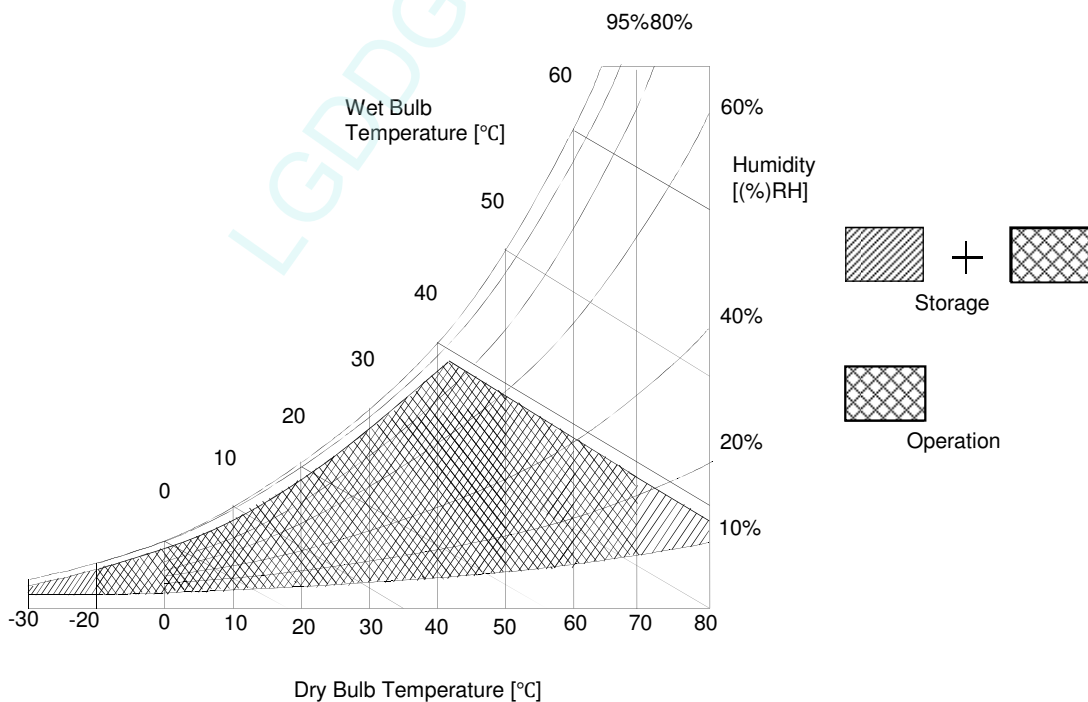 95%80%
60
60%
Wet Bulb
Temperature [°C]
Humidity
[(%)RH]
50
40
40%
Storage
30
20
20%
Operation
10
0
10%
-30 -20 0 10 20 30 40 50 60 70 80
Dry Bulb Temperature [°C]
LGDDG